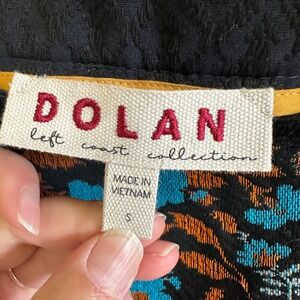 DOLAN
left coast collection
MADE IN
VIETNAM
S